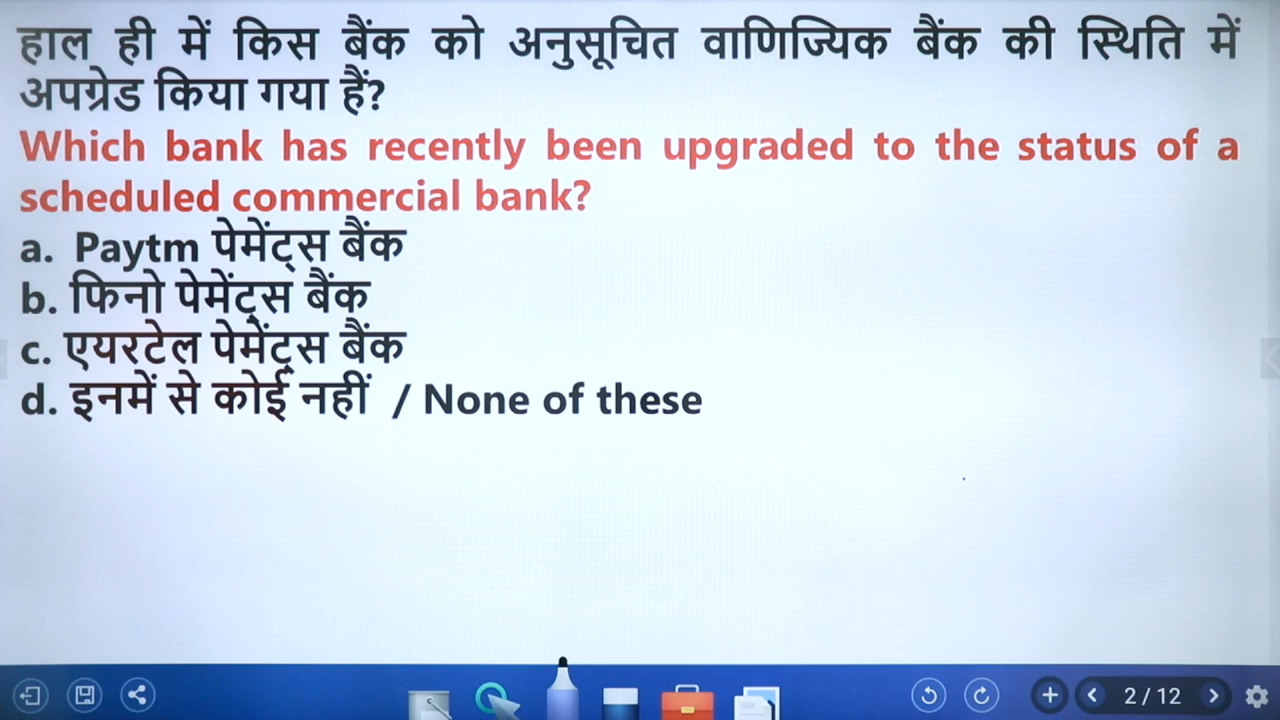 हाल ही में किस बैंक को अनुसूचित वाणिज्यिक बैंक की स्थिति में
अपग्रेड किया गया हैं?
Which bank has recently been upgraded to the status of a
scheduled commercial bank?
a. Paytm पेमेंट्स बैंक
b. फिनो पेमेंट्स बैंक
c. एयरटेल पेमेंट्स बैंक
d. इनमें से कोई नहीं / None of these
2 / 12